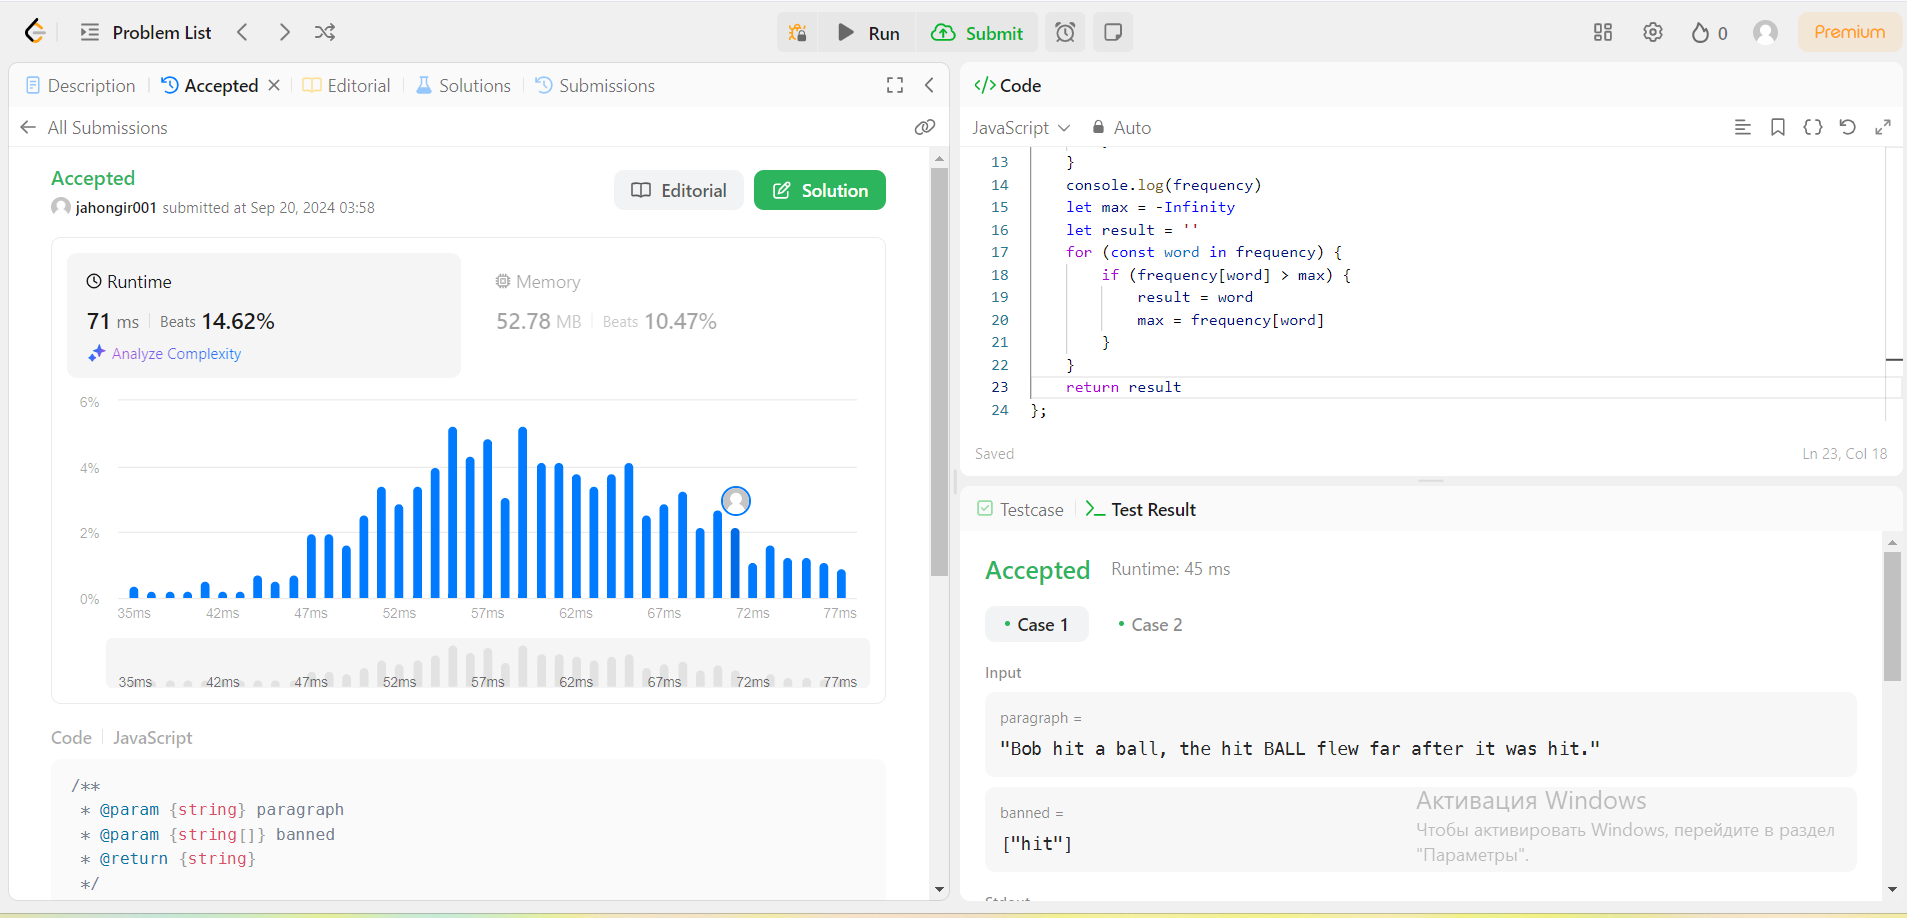 Problem List
Run
Submit
0
Premium
Description
Accepted
Editorial
Solutions
Submissions
All Submissions
Accepted
jahongir001 submitted at Sep 20, 2024 03:58
Editorial
Solution
Runtime
71 ms
Beats 14.62%
Analyze Complexity
Memory
52.78 MB
Beats 10.47%
6%
4%
2%
0%
35ms 42ms 47ms 52ms 57ms 62ms 67ms 72ms 77ms
35ms 42ms 47ms 52ms 57ms 62ms 67ms 72ms 77ms
Code
JavaScript
/**
* @param {string} paragraph
* @param {string[]} banned
* @return {string}
*/
</> Code
JavaScript
Auto
13 }
14 console.log(frequency)
15 let max = -Infinity
16 let result = ''
17 for (const word in frequency) {
18 if (frequency[word] > max) {
19 result = word
20 max = frequency[word]
21 }
22 }
23 return result
24 };
Saved
Ln 23, Col 18
Testcase
Test Result
Accepted
Runtime: 45 ms
Case 1
Case 2
Input
paragraph =
"Bob hit a ball, the hit BALL flew far after it was hit."
banned =
["hit"]
Активация Windows
Чтобы активировать Windows, перейдите в раздел
"Параметры".